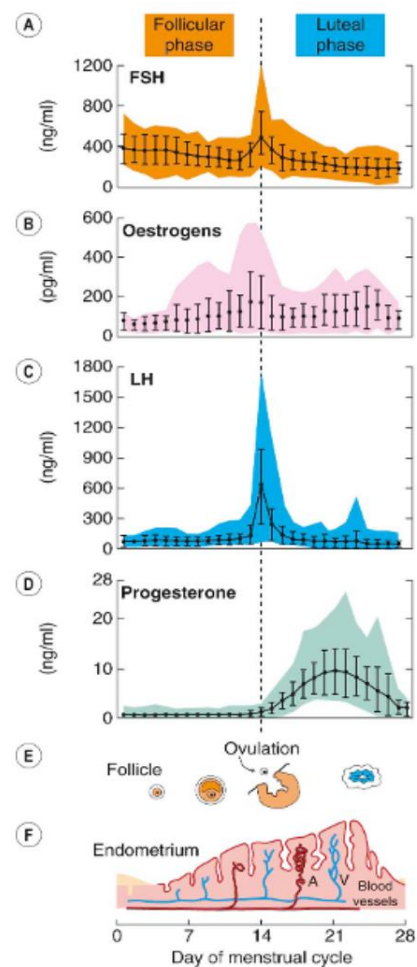 A
Follicular
phase
Luteal
phase
1200
800
400
0
(ng/ml)
FSH
B
600
400
200
0
(pg/ml)
Oestrogens
C
1800
1500
1200
900
600
300
0
(ng/ml)
LH
D
28
20
10
0
(ng/ml)
Progesterone
E
Follicle
Ovulation
F
Endometrium
A
V
Blood
vessels
0 7 14 21 28
Day of menstrual cycle